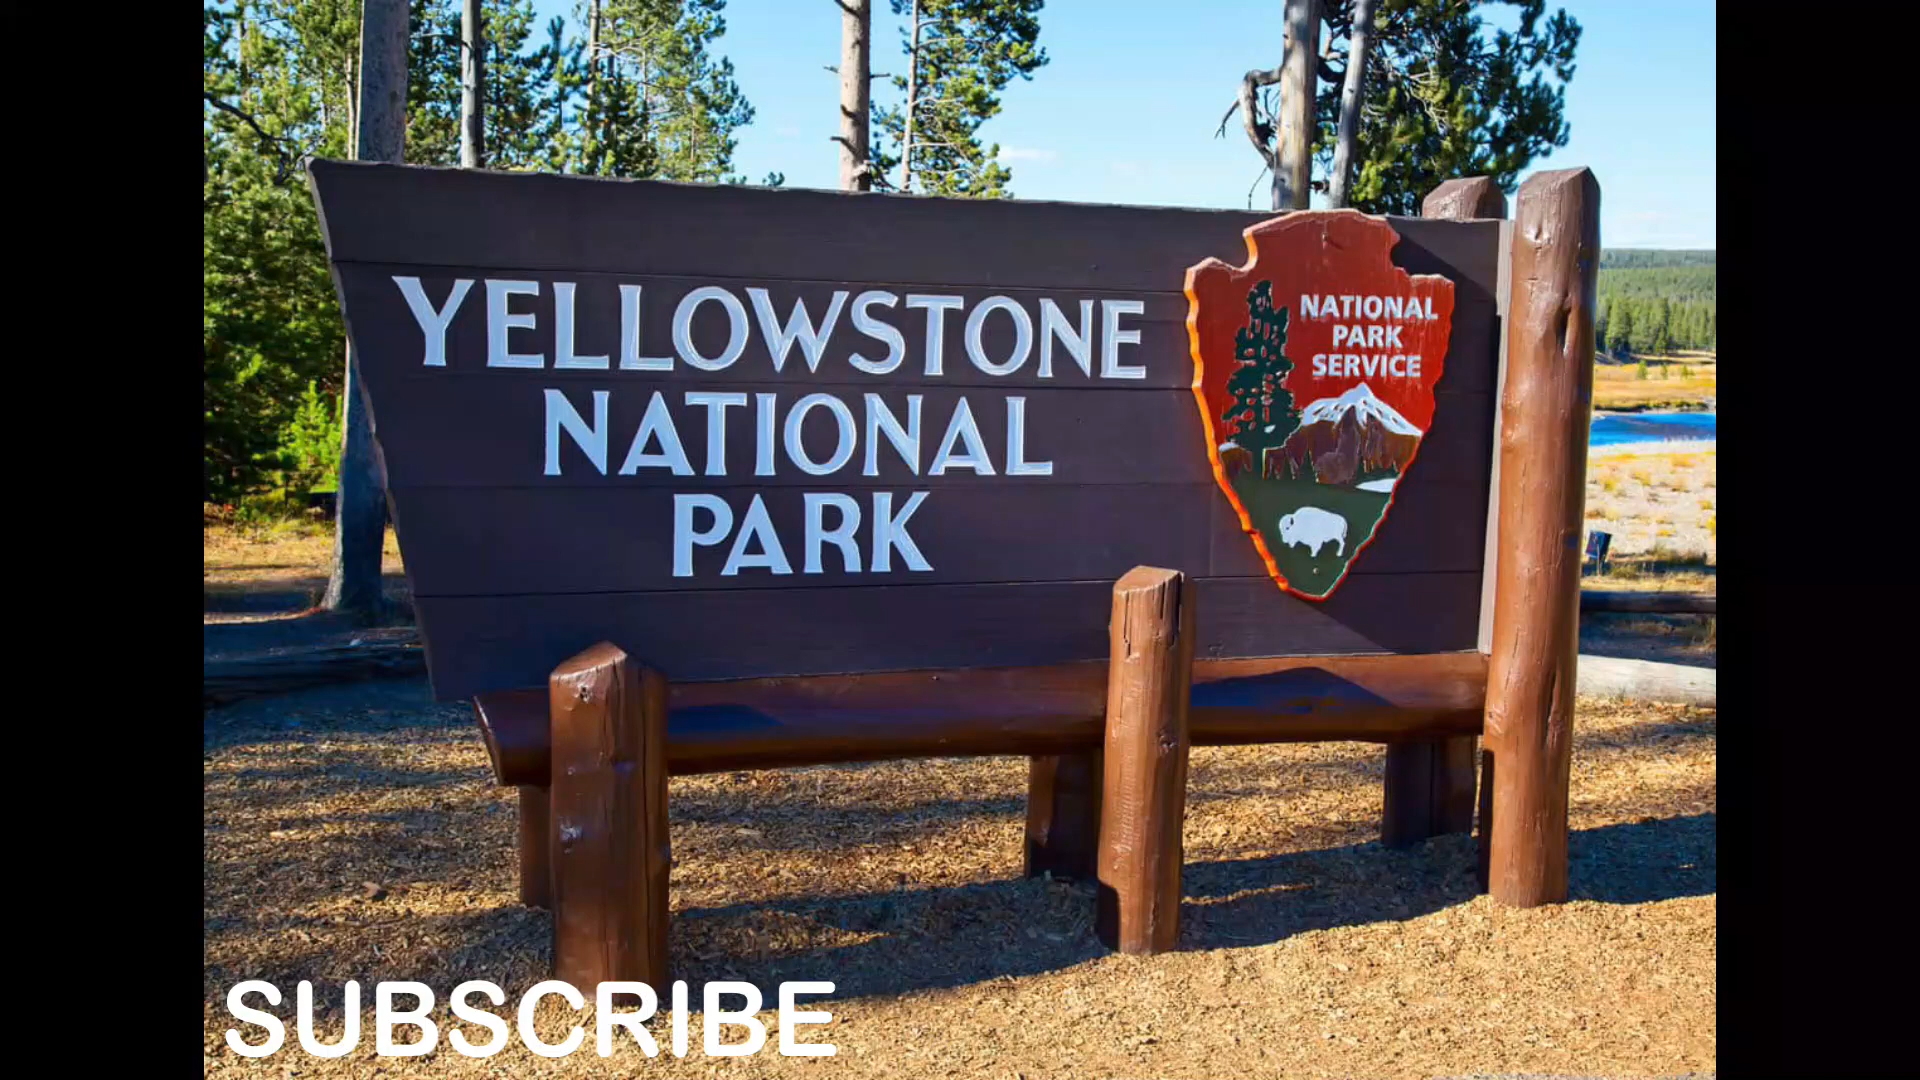 YELLOWSTONE
NATIONAL
PARK
NATIONAL
PARK
SERVICE
SUBSCRIBE